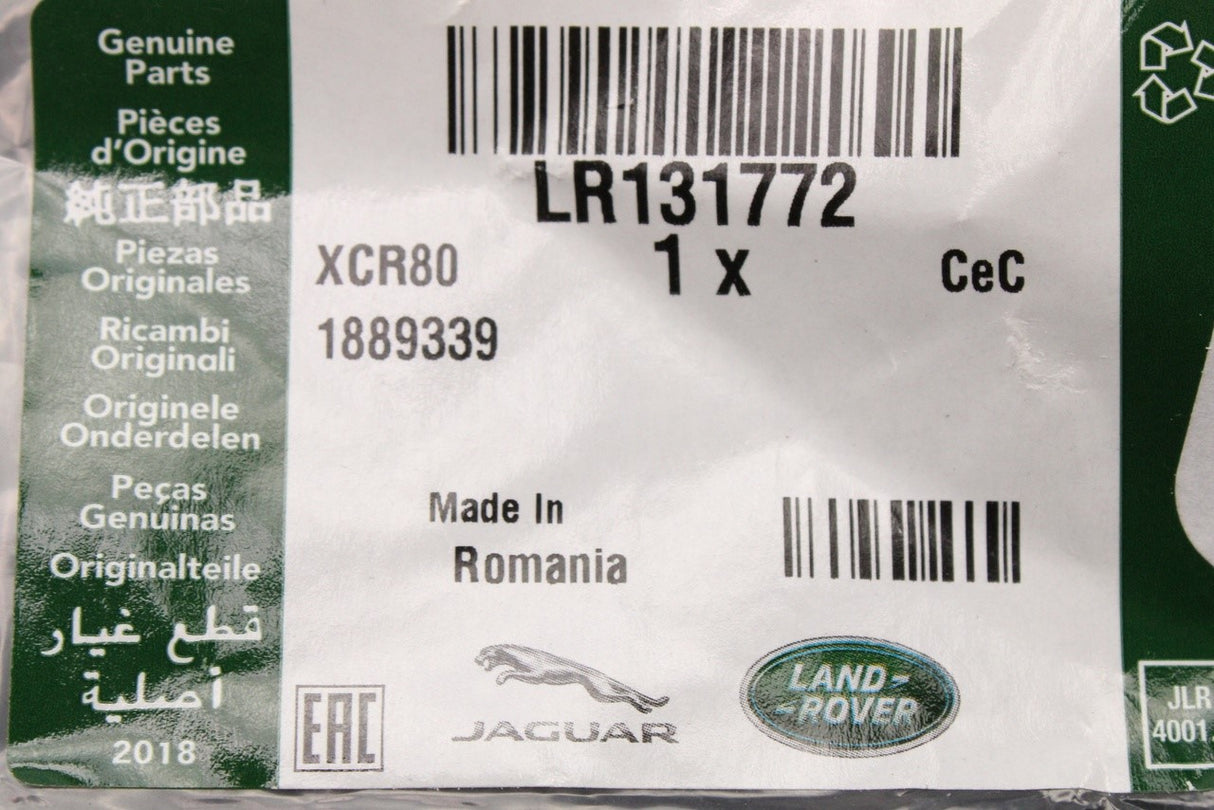 Genuine
Parts
Pièces
d'Origine
純正部品
Piezas
Originales
Ricambi
Originali
Originele
Onderdelen
Peças
Genuinas
Originalteile
قطع غيار
أصلية
2018
LR131772
XCR80
1 x
CeC
1889339
Made In
Romania
EAC
JAGUAR
LAND-
-ROVER
JLR
4001